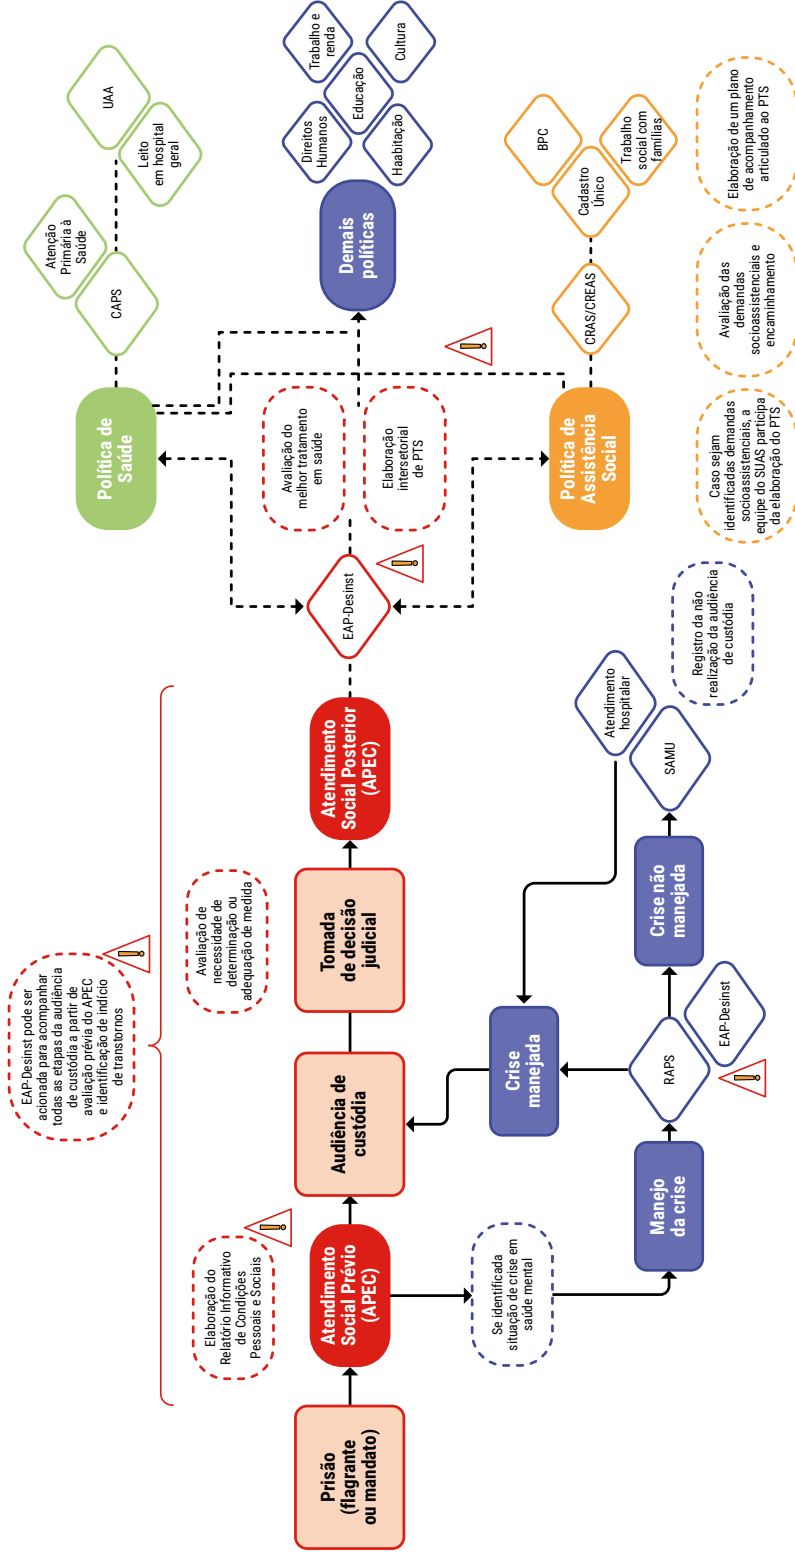 EAP-Desinst pode ser
acionada para acompanhar
todas as etapas da audiência
de custódia a partir de
avaliação prévia do APEC
e identificação de indício
de transtornos
Elaboração do
Relatório Informativo
de Condições
Pessoais e Sociais
Avaliação de
necessidade de
determinação ou
adequação de medida
Prisão
(flagrante
ou mandato)
Atendimento
Social Prévio
(APEC)
Audiência de
custódia
Tomada
de decisão
judicial
Atendimento
Social Posterior
(APEC)
EAP-Desinst
Se identificada
situação de crise em
saúde mental
Manejo
da crise
RAPS
EAP-Desinst
Crise
manejada
Crise não
manejada
SAMU
Atendimento
hospitalar
Registro da não
realização da audiência
de custódia
Política de
Saúde
CAPS
Atenção
Primária à
Saúde
Leito
em hospital
geral
UAA
Avaliação do
melhor tratamento
em saúde
Elaboração
intersetorial
de PTS
Demais
políticas
Direitos
Humanos
Trabalho e
renda
Educação
Haabitação
Cultura
Política de
Assistência
Social
CRAS/CREAS
Cadastro
Único
BPC
Trabalho
social com
famílias
Caso sejam
identificadas demandas
socioassistenciais, a
equipe do SUAS participa
da elaboração do PTS
Avaliação das
demandas
socioassistenciais e
encaminhamento
Elaboração de um plano
de acompanhamento
articulado ao PTS